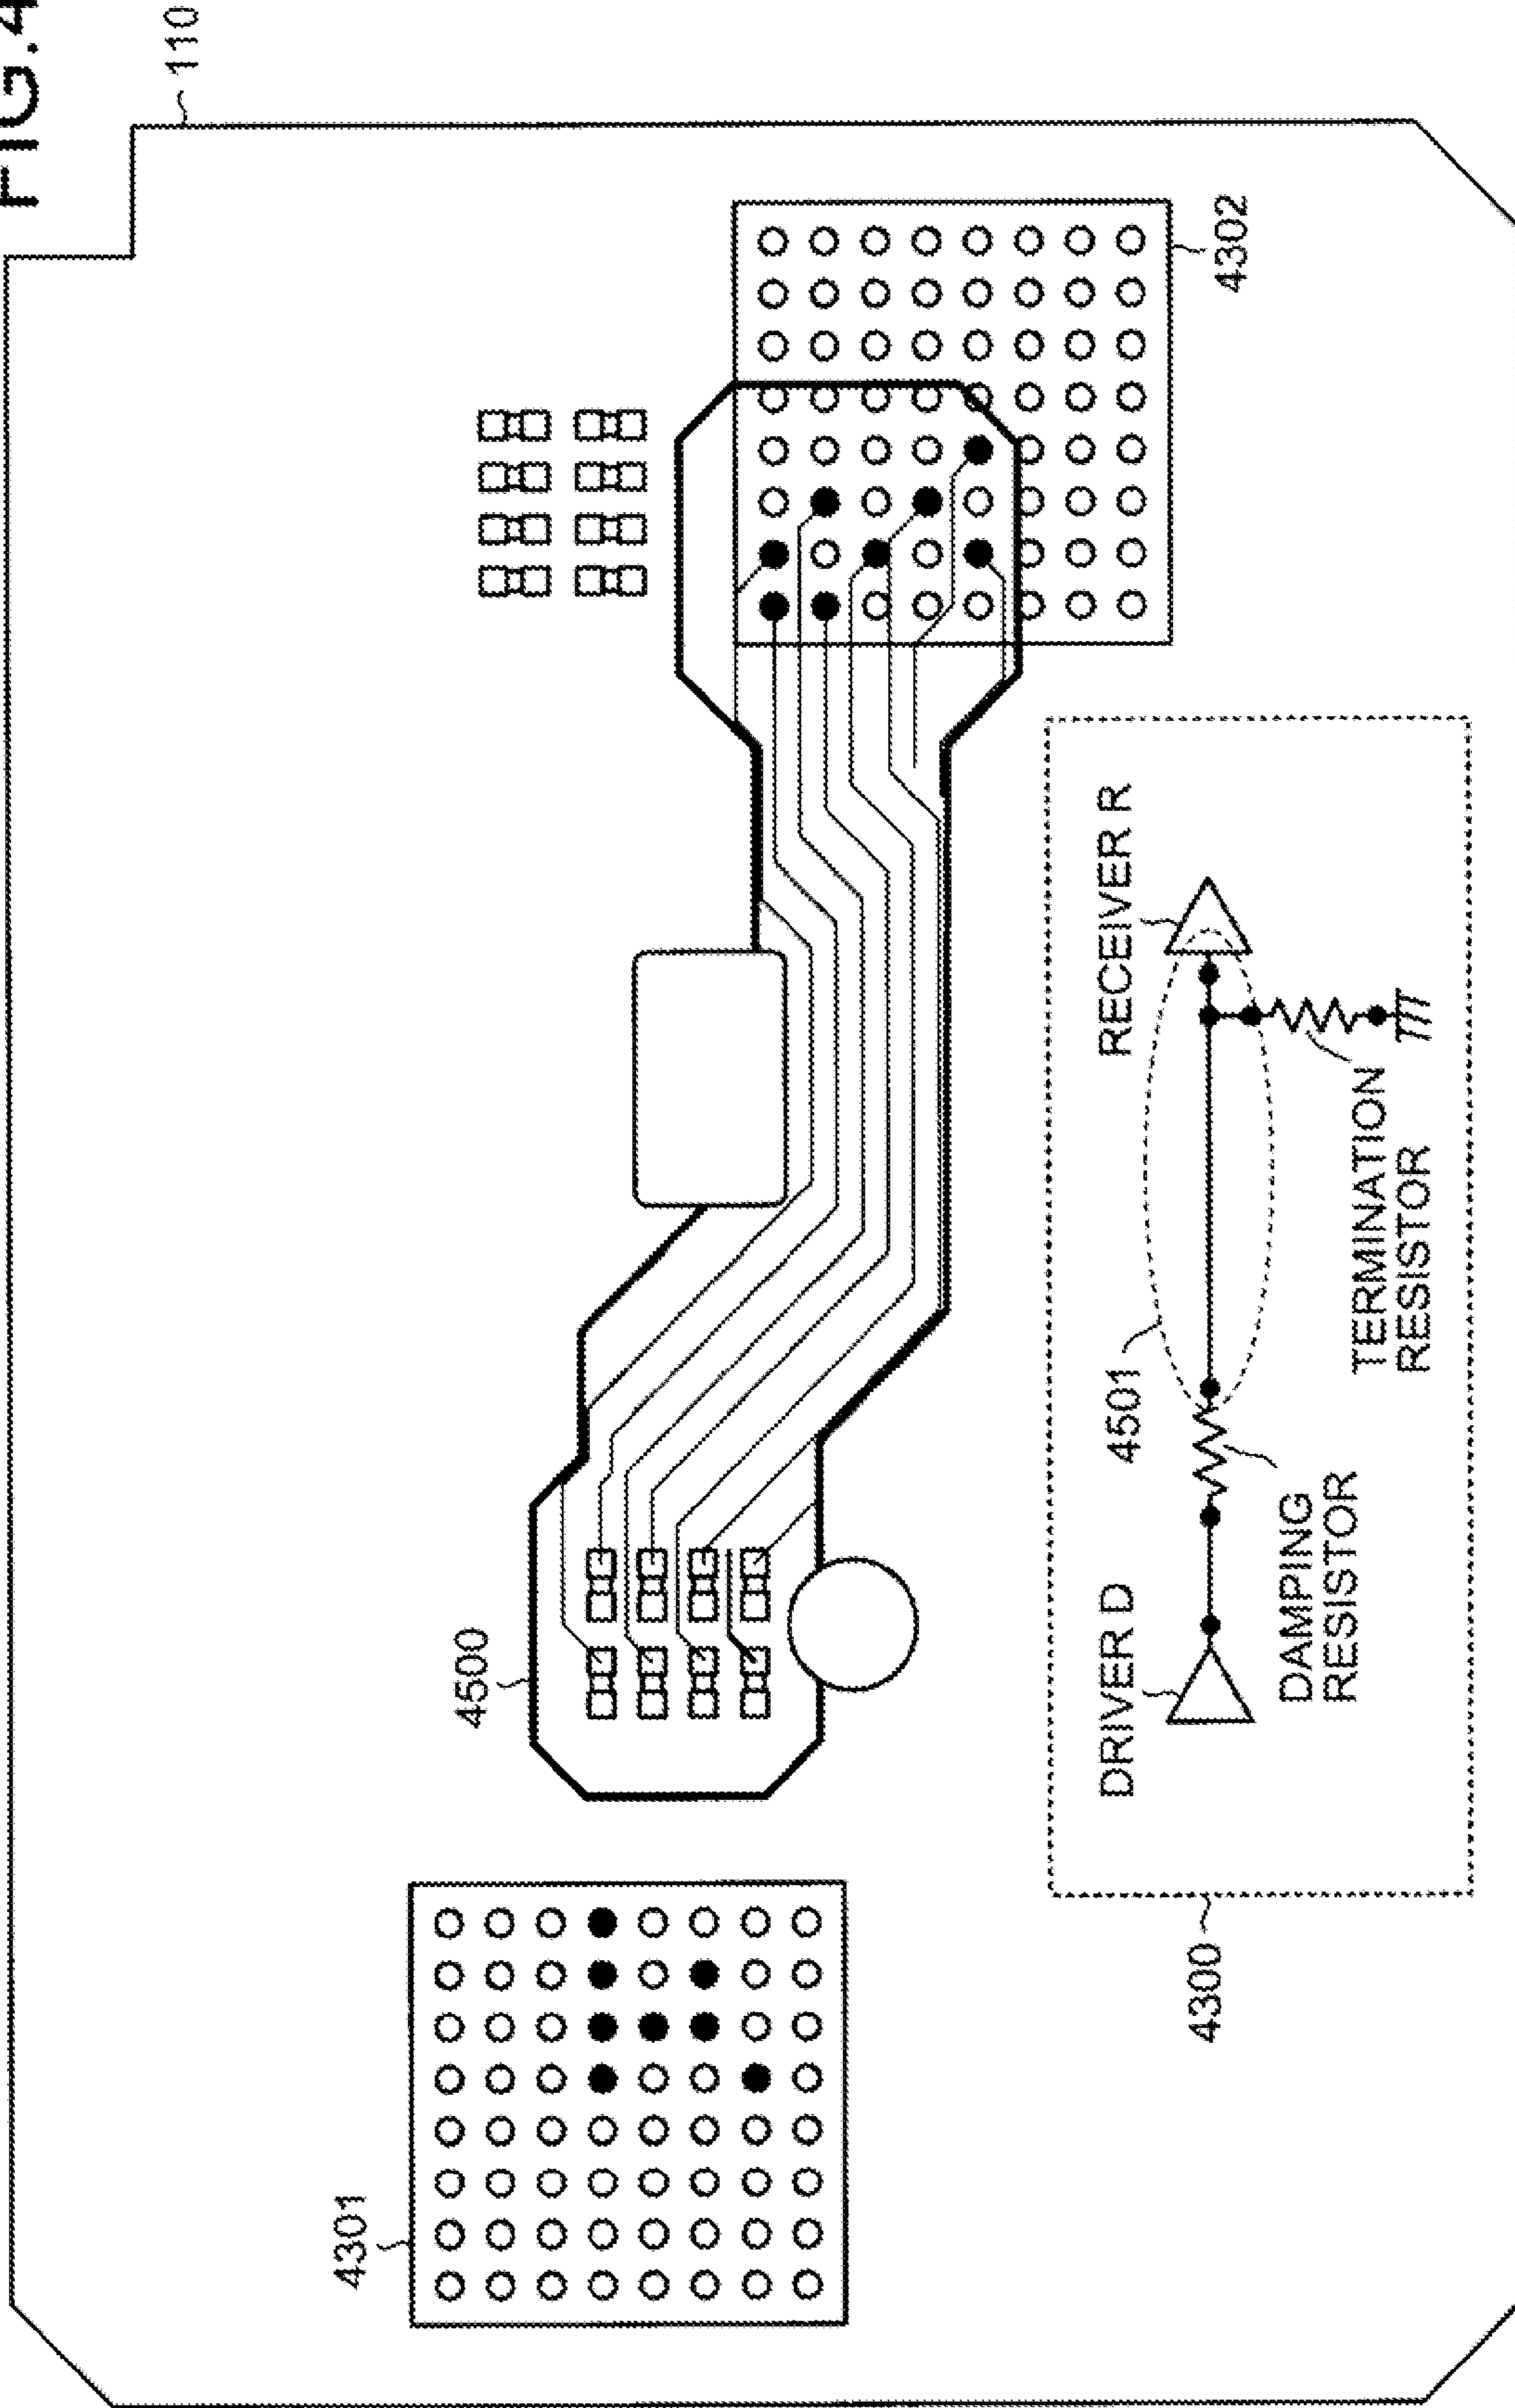 FIG.4
110
4302
4500
4301
4300
DRIVER D
RECEIVER R
4501
DAMPING
RESISTOR
TERMINATION
RESISTOR